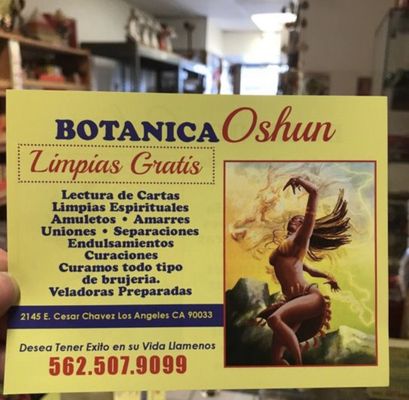 BOTANICA Oshun
Limpias Gratis
Lectura de Cartas
Limpias Espirituales
Amuletos • Amarres
Uniones • Separaciones
Endulsamientos
Curaciones
Curamos todo tipo
de brujeria.
Veladoras Preparadas
2145 E. Cesar Chavez Los Angeles CA 90033
Desea Tener Exito en su Vida Llamenos
562.507.9099